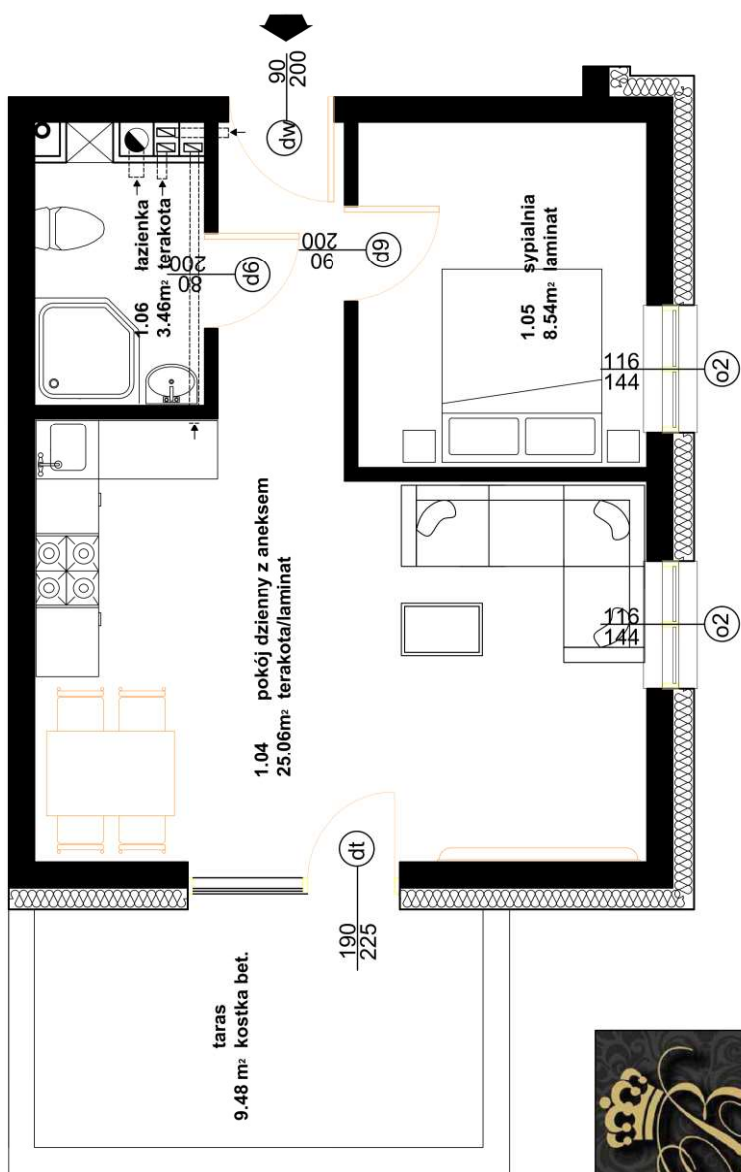 90
200
dw
1.06 łazienka
3.46m² terakota
80
200
d6
90
200
d9
1.05 sypialnia
8.54m² laminat
116
144
o2
1.04 pokój dzienny z aneksem
25.06m² terakota/laminat
116
144
o2
dt
190
225
taras
9.48 m² kostka bet.